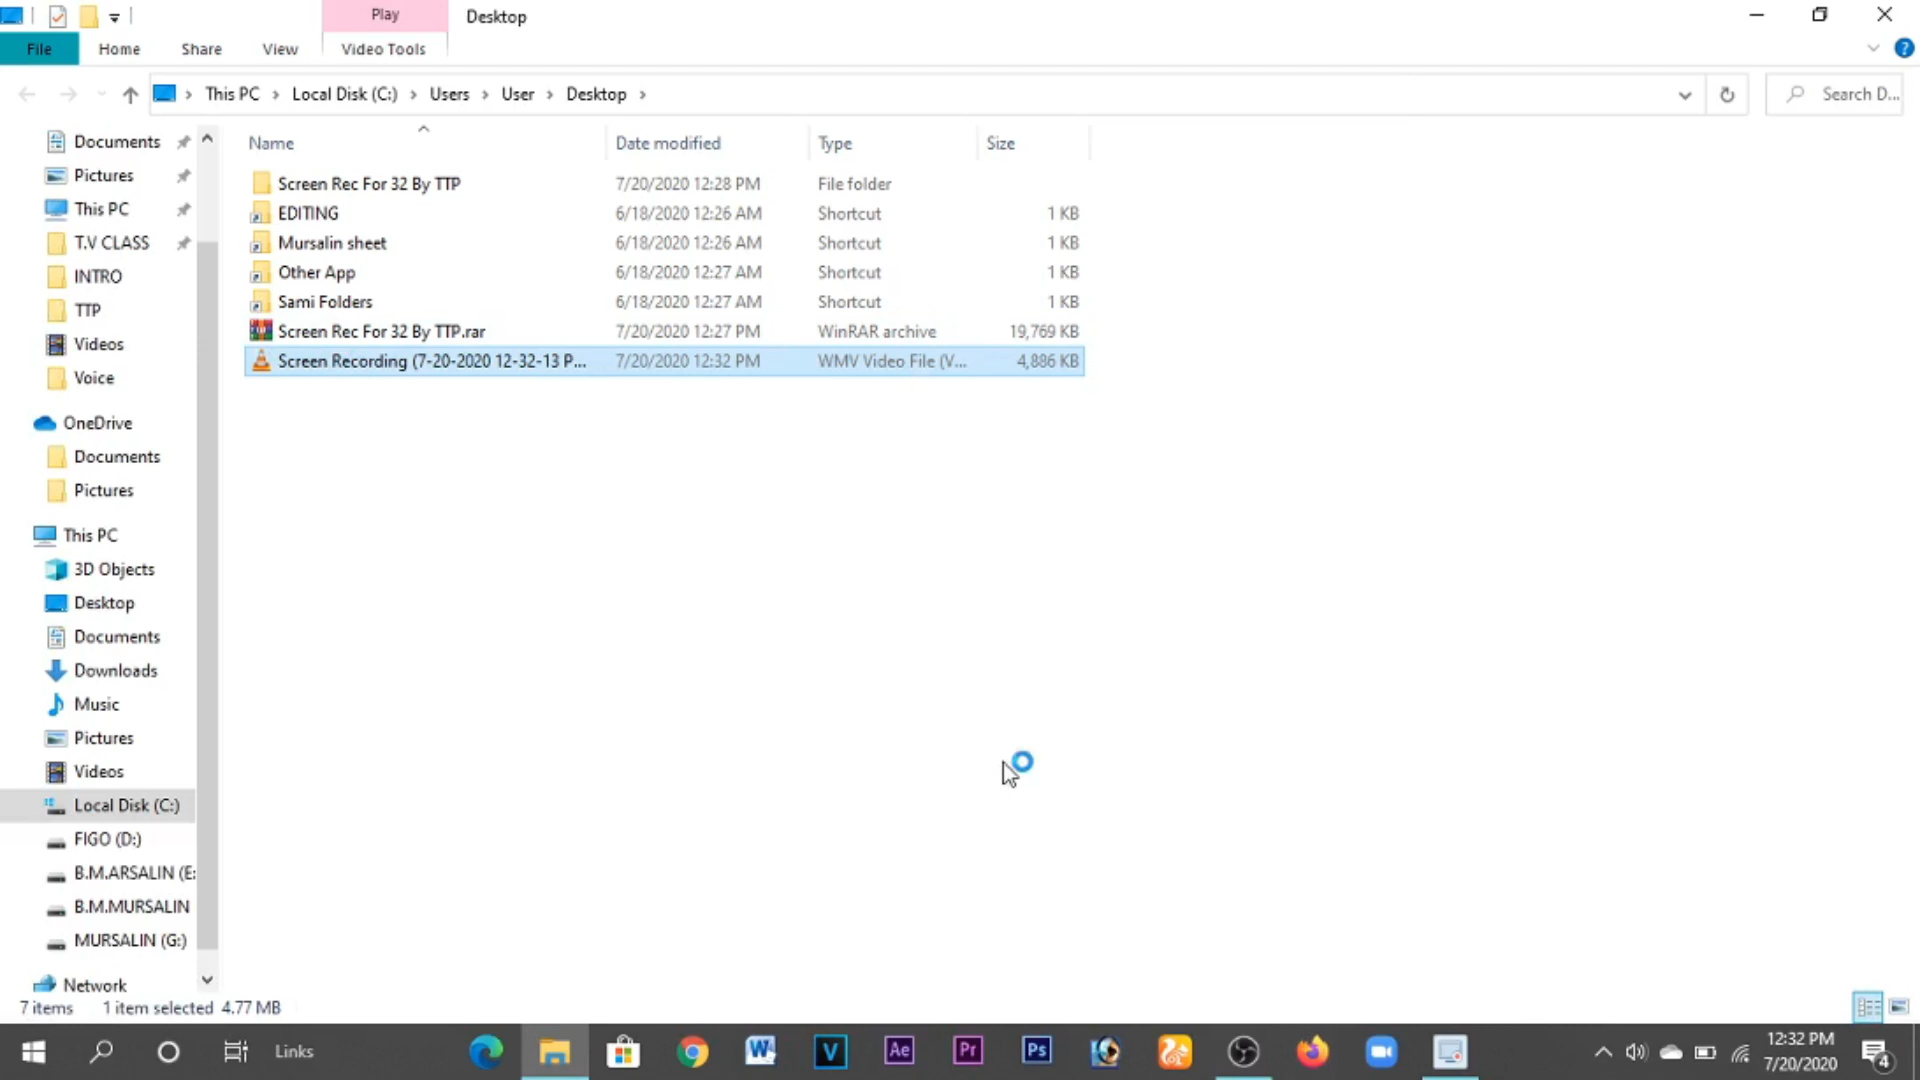 Play
Desktop
File
Home
Share
View
Video Tools
This PC
Local Disk (C:)
Users
User
Desktop
Search D...
Documents
Pictures
This PC
T.V CLASS
INTRO
TTP
Videos
Voice
OneDrive
Documents
Pictures
This PC
3D Objects
Desktop
Documents
Downloads
Music
Pictures
Videos
Local Disk (C:)
FIGO (D:)
B.M.ARSALIN (E:
B.M.MURSALIN
MURSALIN (G:)
Network
Name Date modified Type Size
Screen Rec For 32 By TTP 7/20/2020 12:28 PM File folder
EDITING 6/18/2020 12:26 AM Shortcut 1 KB
Mursalin sheet 6/18/2020 12:26 AM Shortcut 1 KB
Other App 6/18/2020 12:27 AM Shortcut 1 KB
Sami Folders 6/18/2020 12:27 AM Shortcut 1 KB
Screen Rec For 32 By TTP.rar 7/20/2020 12:27 PM WinRAR archive 19,769 KB
Screen Recording (7-20-2020 12-32-13 P... 7/20/2020 12:32 PM WMV Video File (V... 4,886 KB
7 items 1 item selected 4.77 MB
Links
W
V
Ae
Pr
Ps
12:32 PM
7/20/2020
4